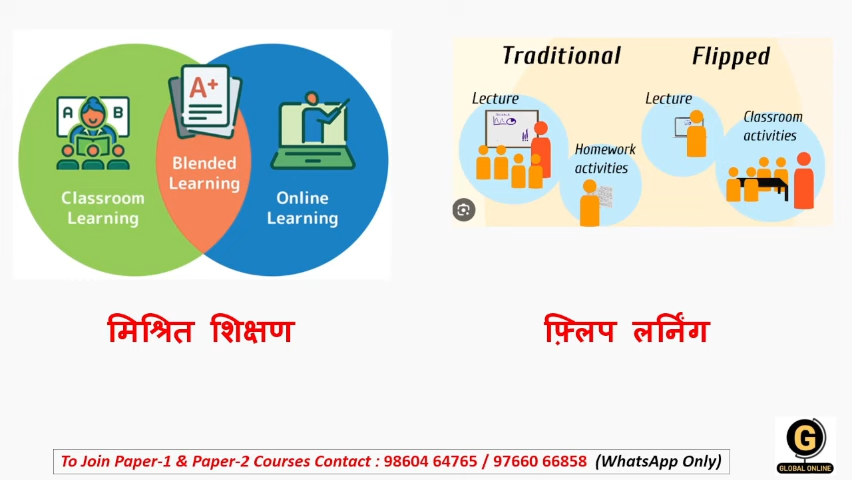 A B
A+
Blended
Learning
Classroom
Learning
Online
Learning
Traditional
Flipped
Lecture
Homework
activities
Lecture
Classroom
activities
मिश्रित शिक्षण
फ़्लिप लर्निंग
G
GLOBAL ONLINE
To Join Paper-1 & Paper-2 Courses Contact : 98604 64765 / 97660 66858 (WhatsApp Only)